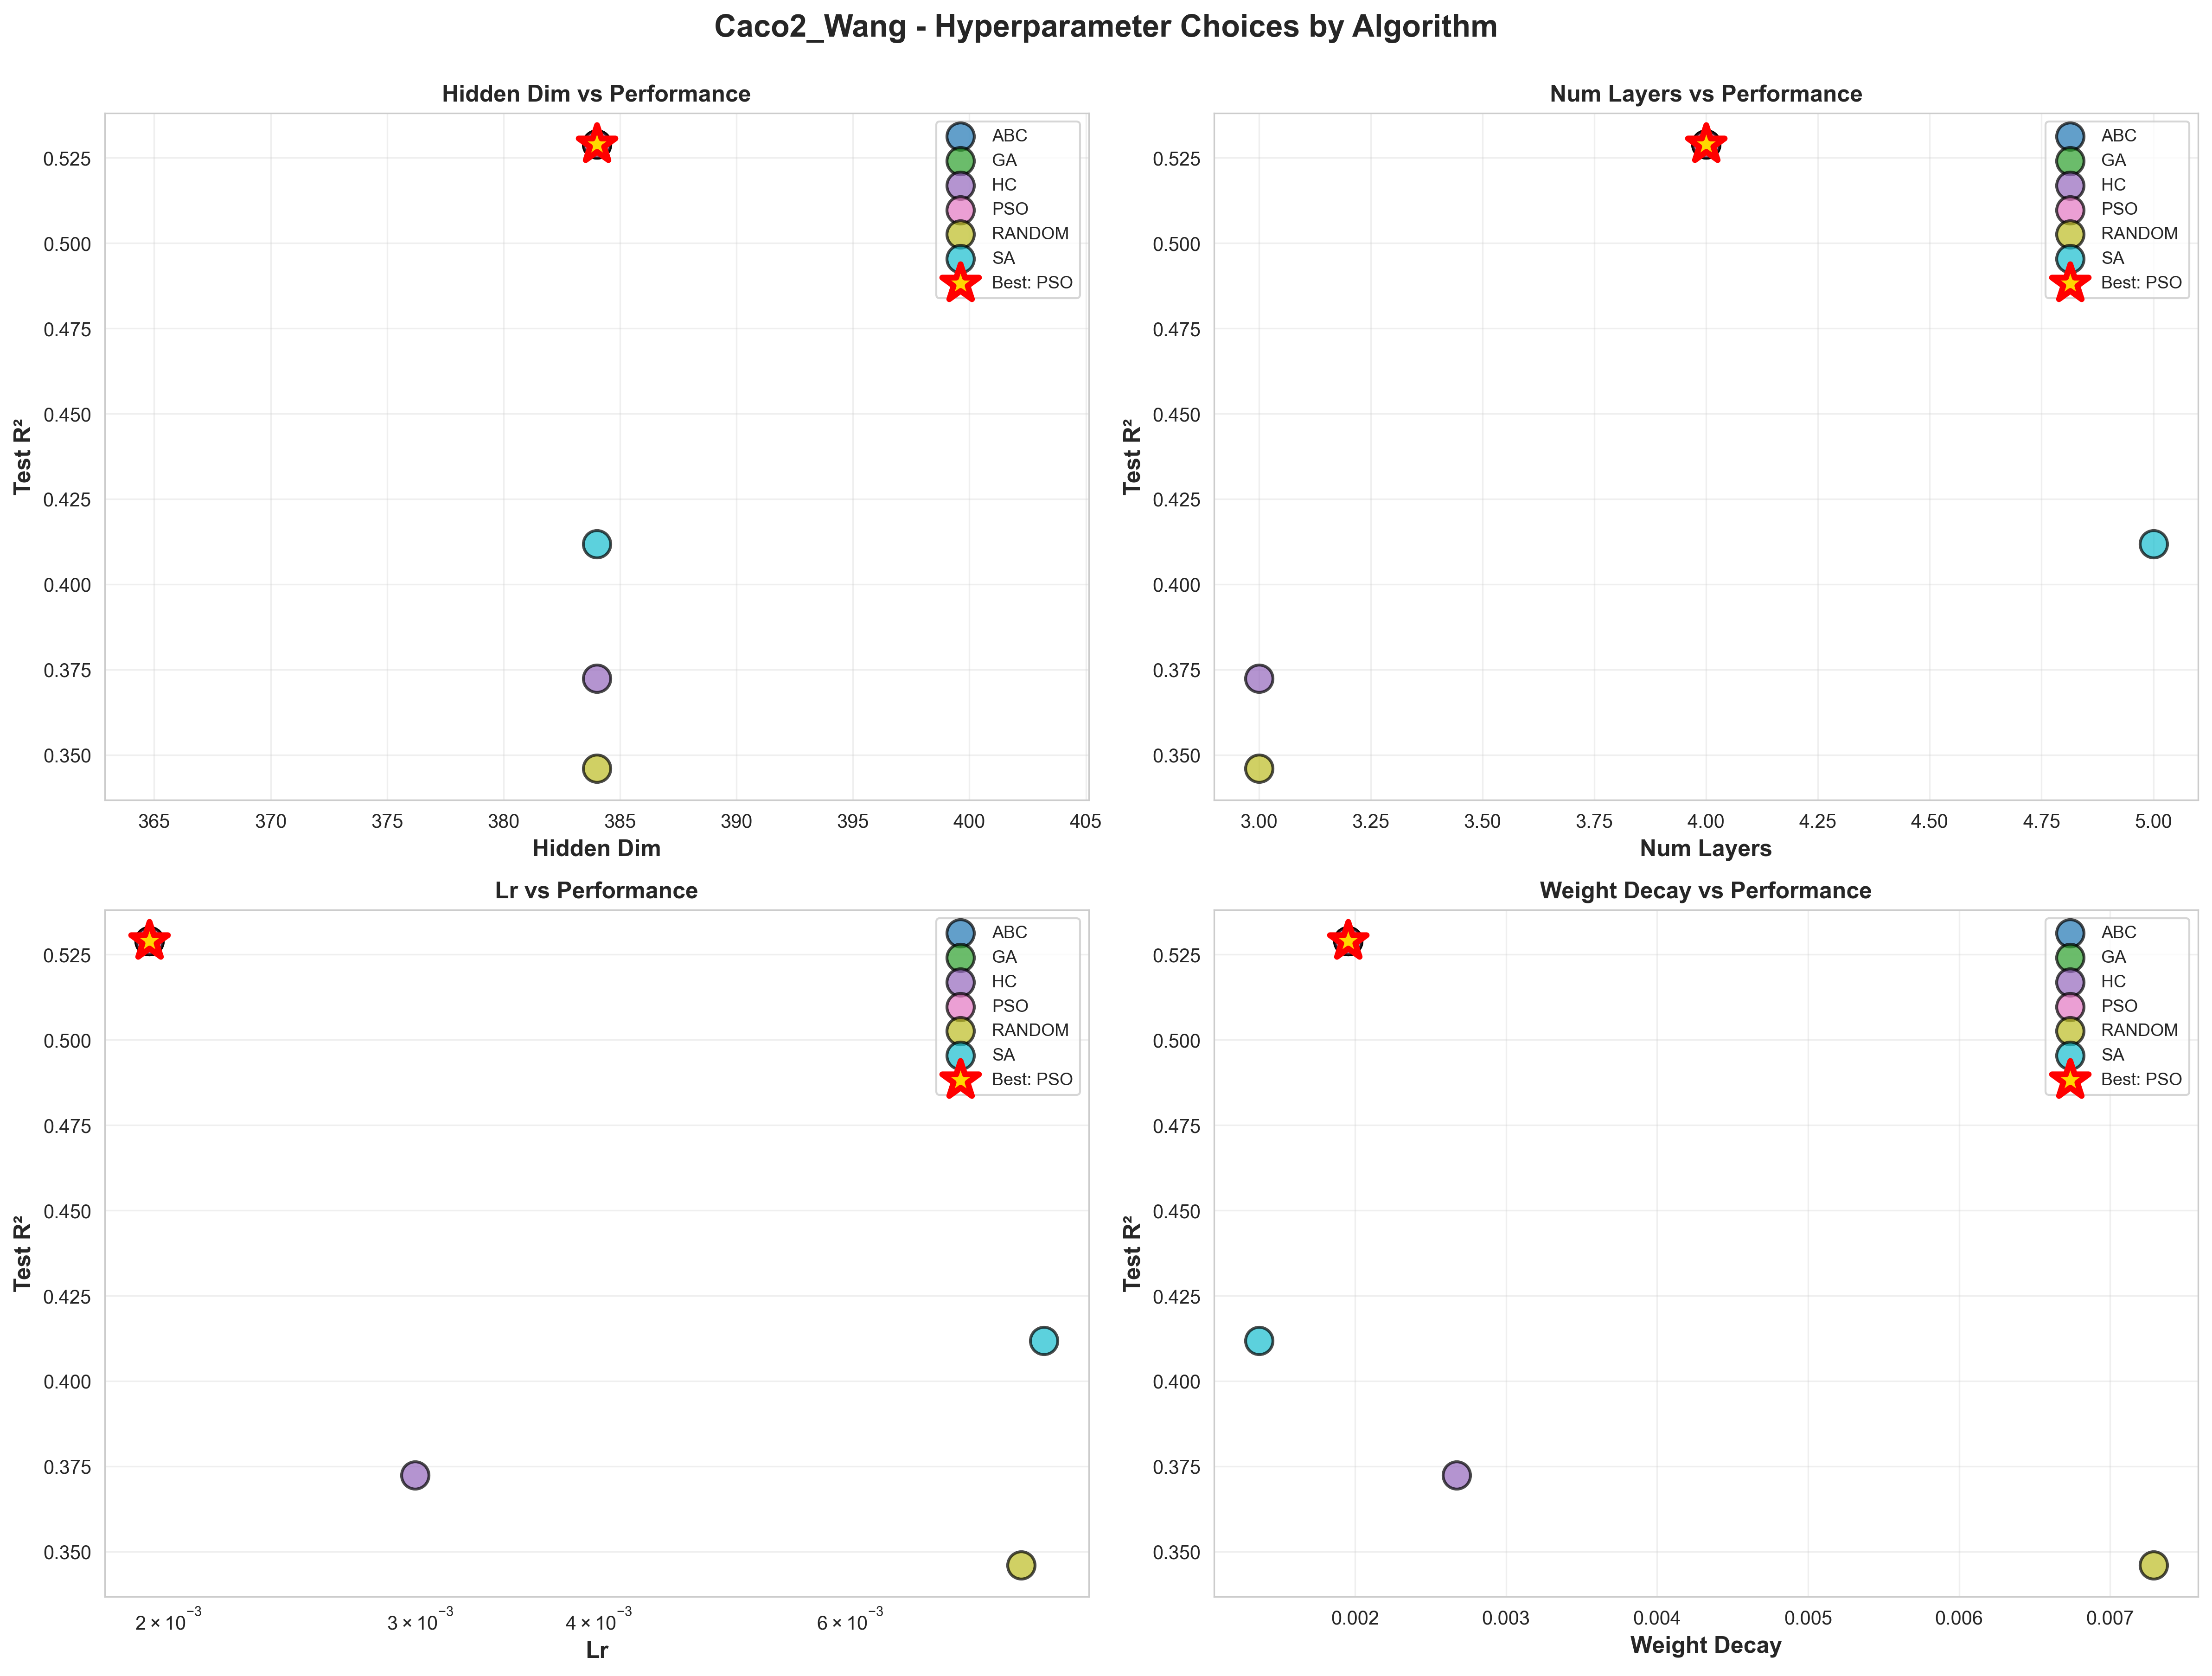 Caco2_Wang - Hyperparameter Choices by Algorithm
Hidden Dim vs Performance
Test R²
0.525
0.500
0.475
0.450
0.425
0.400
0.375
0.350
365 370 375 380 385 390 395 400 405
Hidden Dim
ABC
GA
HC
PSO
RANDOM
SA
Best: PSO
Num Layers vs Performance
Test R²
0.525
0.500
0.475
0.450
0.425
0.400
0.375
0.350
3.00 3.25 3.50 3.75 4.00 4.25 4.50 4.75 5.00
Num Layers
ABC
GA
HC
PSO
RANDOM
SA
Best: PSO
Lr vs Performance
Test R²
0.525
0.500
0.475
0.450
0.425
0.400
0.375
0.350
2 × 10⁻³ 3 × 10⁻³ 4 × 10⁻³ 6 × 10⁻³
Lr
ABC
GA
HC
PSO
RANDOM
SA
Best: PSO
Weight Decay vs Performance
Test R²
0.525
0.500
0.475
0.450
0.425
0.400
0.375
0.350
0.002 0.003 0.004 0.005 0.006 0.007
Weight Decay
ABC
GA
HC
PSO
RANDOM
SA
Best: PSO